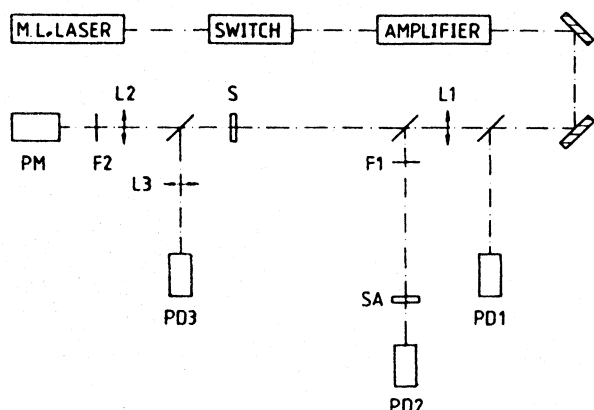 M.L. LASER SWITCH AMPLIFIER
L2 S L1
PM F2 F1
L3
SA
PD3 PD1
PD2